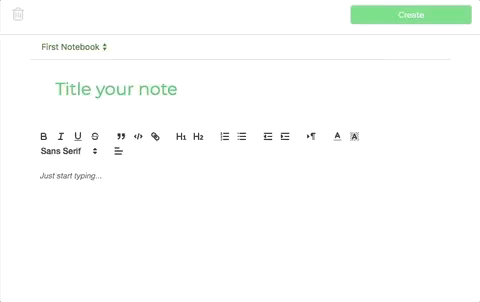 Create
First Notebook
Title your note
B I U S ” </> H1 H2 ¶ A A
Sans Serif
Just start typing...